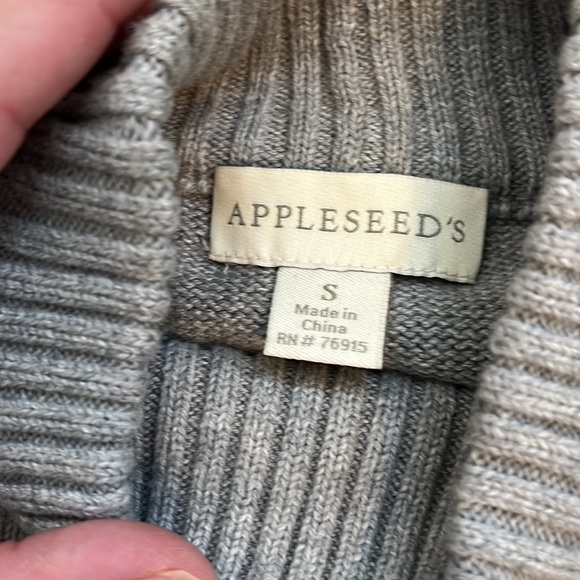 APPLESEED'S
S
Made in
China
RN# 76915